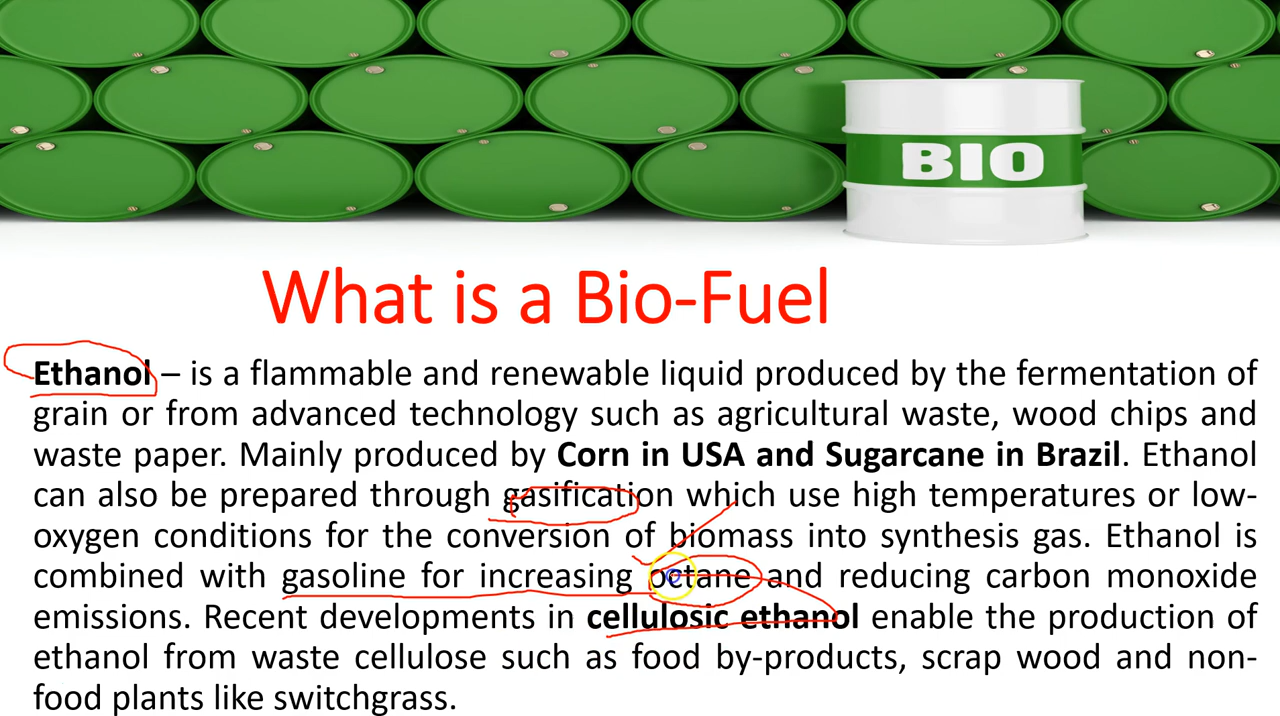 BIO
What is a Bio-Fuel
Ethanol – is a flammable and renewable liquid produced by the fermentation of
grain or from advanced technology such as agricultural waste, wood chips and
waste paper. Mainly produced by Corn in USA and Sugarcane in Brazil. Ethanol
can also be prepared through gasification which use high temperatures or low-
oxygen conditions for the conversion of biomass into synthesis gas. Ethanol is
combined with gasoline for increasing octane and reducing carbon monoxide
emissions. Recent developments in cellulosic ethanol enable the production of
ethanol from waste cellulose such as food by-products, scrap wood and non-
food plants like switchgrass.